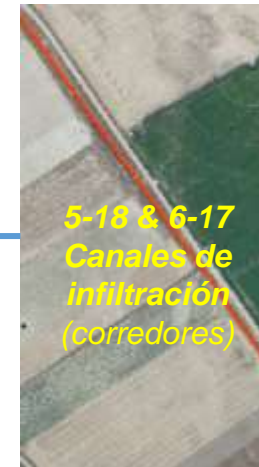 5-18 & 6-17
Canales de
infiltración
(corredores)